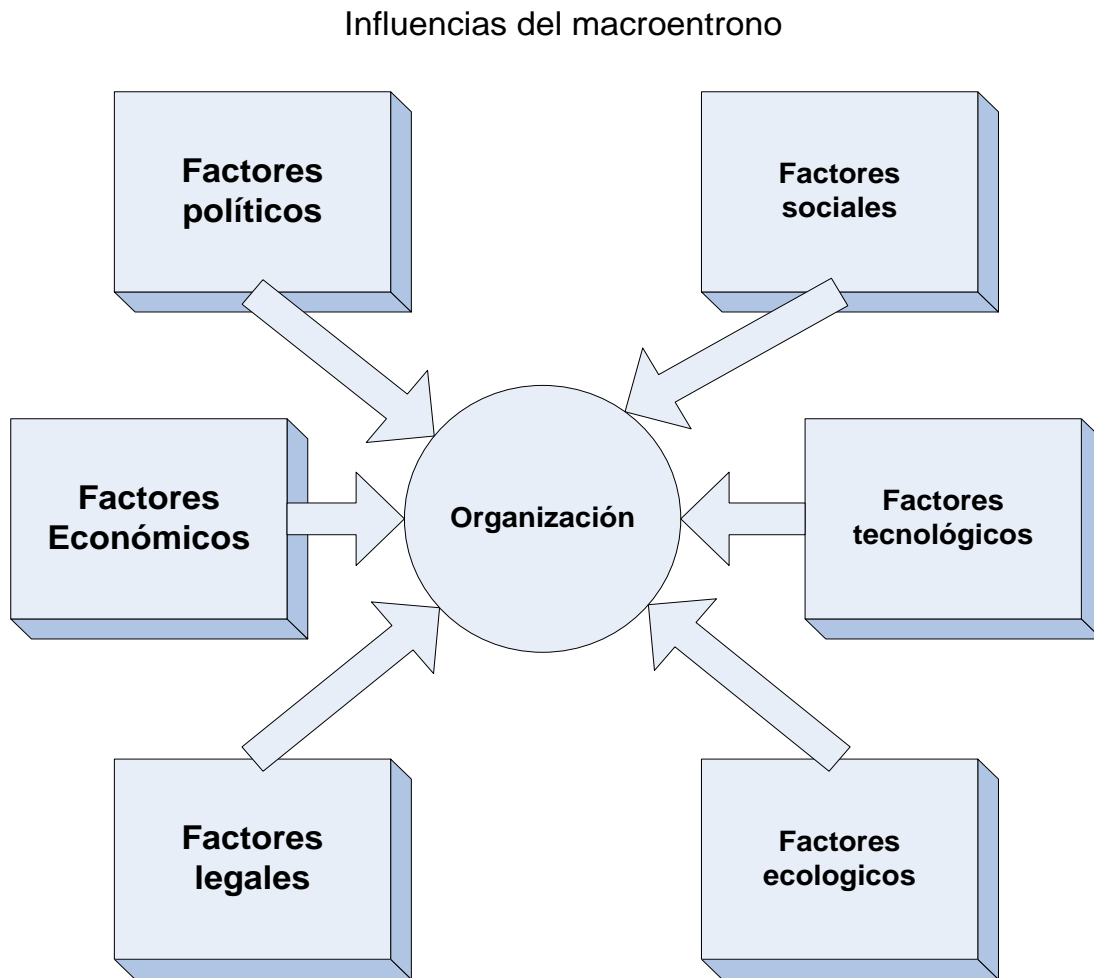 Influencias del macroentrono
Factores
políticos
Factores
sociales
Factores
Económicos
Organización
Factores
tecnológicos
Factores
legales
Factores
ecologicos